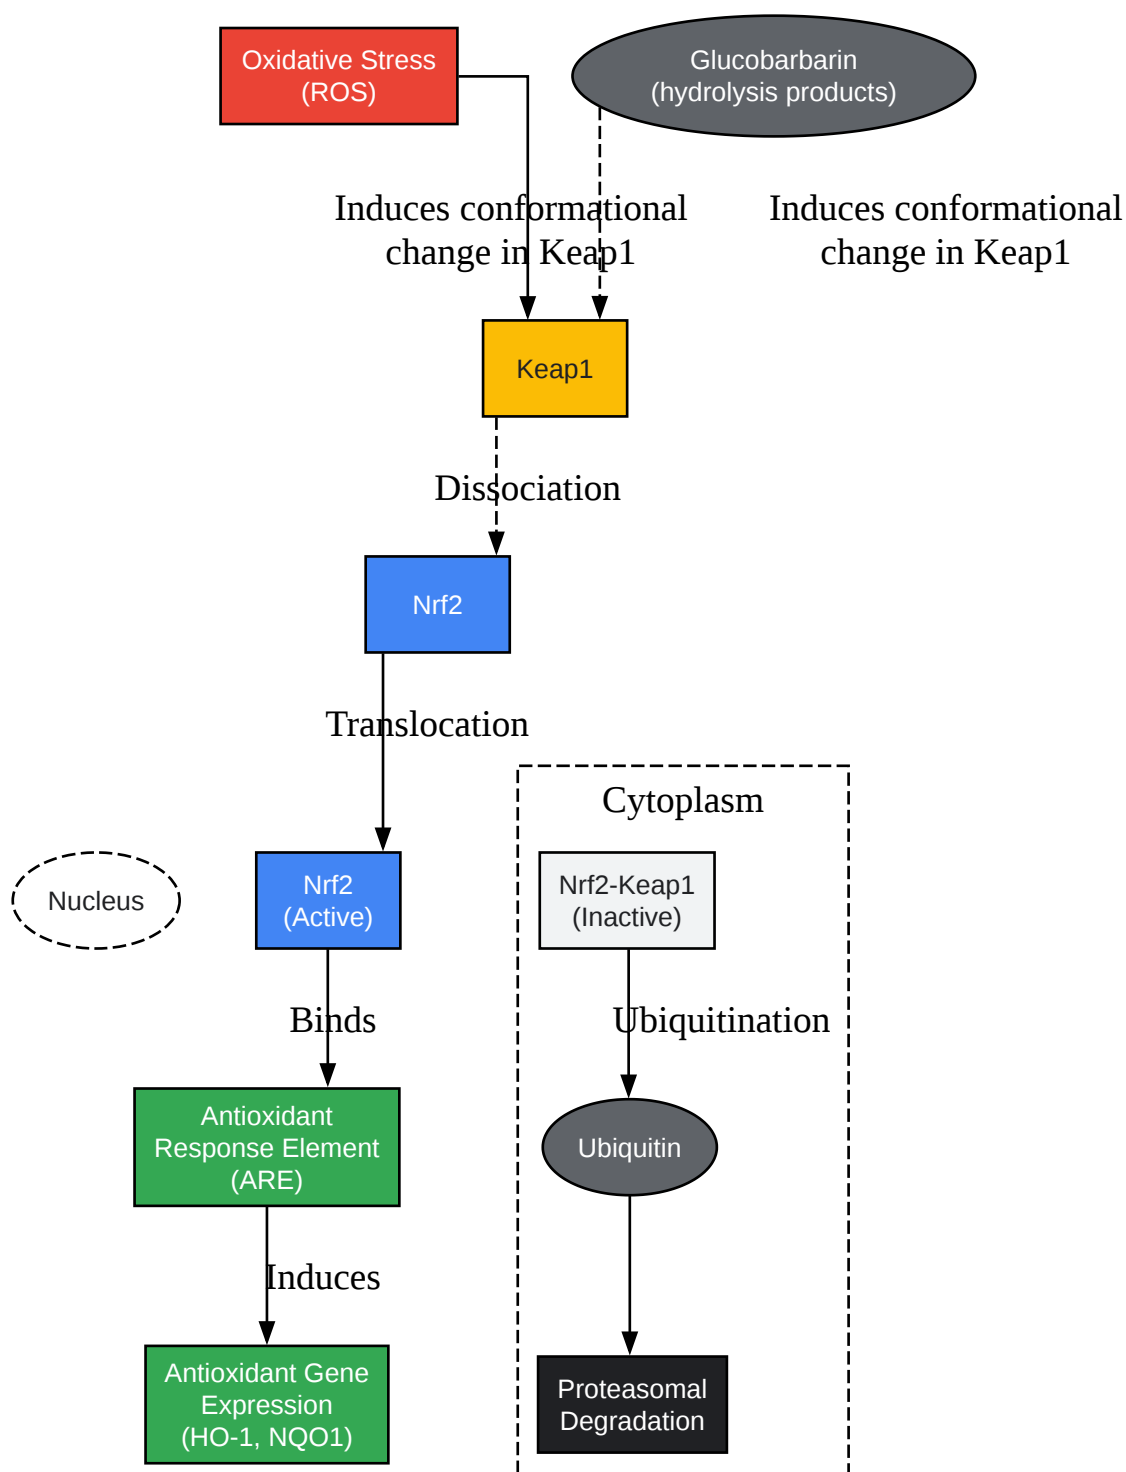 Oxidative Stress
(ROS)
Glucobarbarin
(hydrolysis products)
Induces conformational
change in Keap1
Induces conformational
change in Keap1
Keap1
Dissociation
Nrf2
Translocation
Cytoplasm
Nucleus
Nrf2
(Active)
Nrf2-Keap1
(Inactive)
Binds
Ubiquitination
Antioxidant
Response Element
(ARE)
Ubiquitin
Induces
Antioxidant Gene
Expression
(HO-1, NQO1)
Proteasomal
Degradation